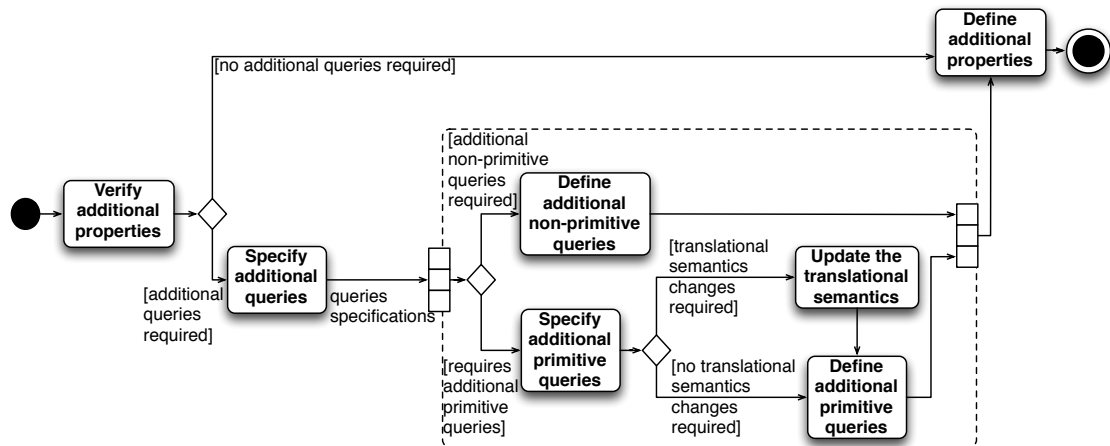 Define
additional
properties
[no additional queries required]
[additional
non-primitive
queries
required]
Verify
additional
properties
Define
additional
non-primitive
queries
Specify
additional
queries
[additional
queries
required]
queries
specifications
[translational
semantics
changes
required]
Update the
translational
semantics
Specify
additional
primitive
queries
[requires
additional
primitive
queries]
[no translational
semantics
changes
required]
Define
additional
primitive
queries